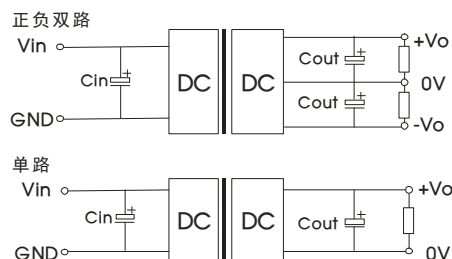 正负双路
Vin
+Vo
Cout
Cin
DC
DC
0V
Cout
GND
-Vo
单路
Vin
+Vo
Cin
DC
DC
Cout
GND
0V